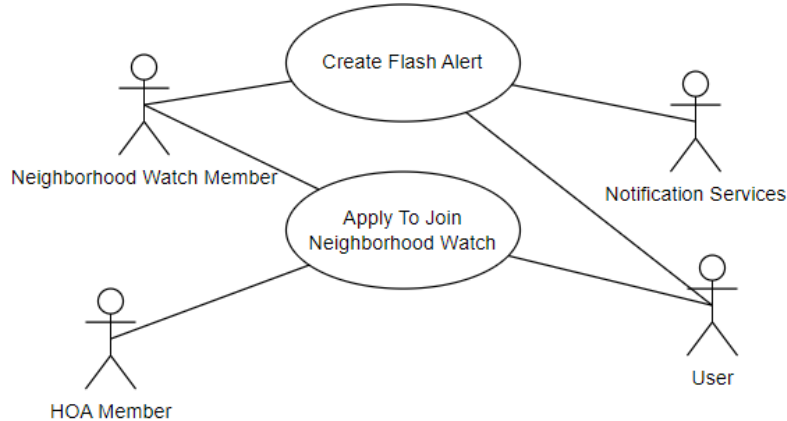 Create Flash Alert
Neighborhood Watch Member
Notification Services
Apply To Join
Neighborhood Watch
User
HOA Member